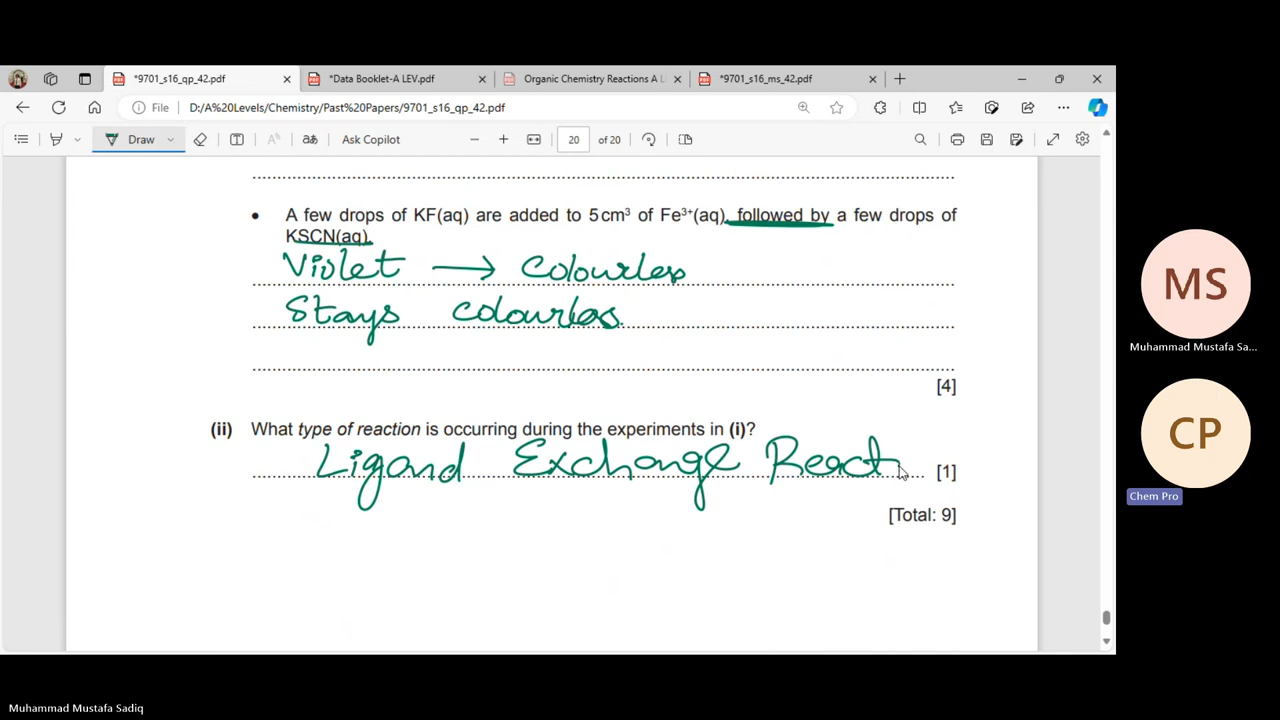 *9701_s16_qp_42.pdf
*Data Booklet-A LEV.pdf
Organic Chemistry Reactions A L
*9701_s16_ms_42.pdf
File
D:/A%20Levels/Chemistry/Past%20Papers/9701_s16_qp_42.pdf
Draw
aあ
Ask Copilot
20
of 20
• A few drops of KF(aq) are added to 5 cm³ of Fe³⁺(aq), followed by a few drops of
KSCN(aq).
Violet → Colourless
Stays colourless.
[4]
(ii) What type of reaction is occurring during the experiments in (i)?
Ligand Exchange React
[1]
[Total: 9]
MS
Muhammad Mustafa Sa...
CP
Chem Pro
Muhammad Mustafa Sadiq